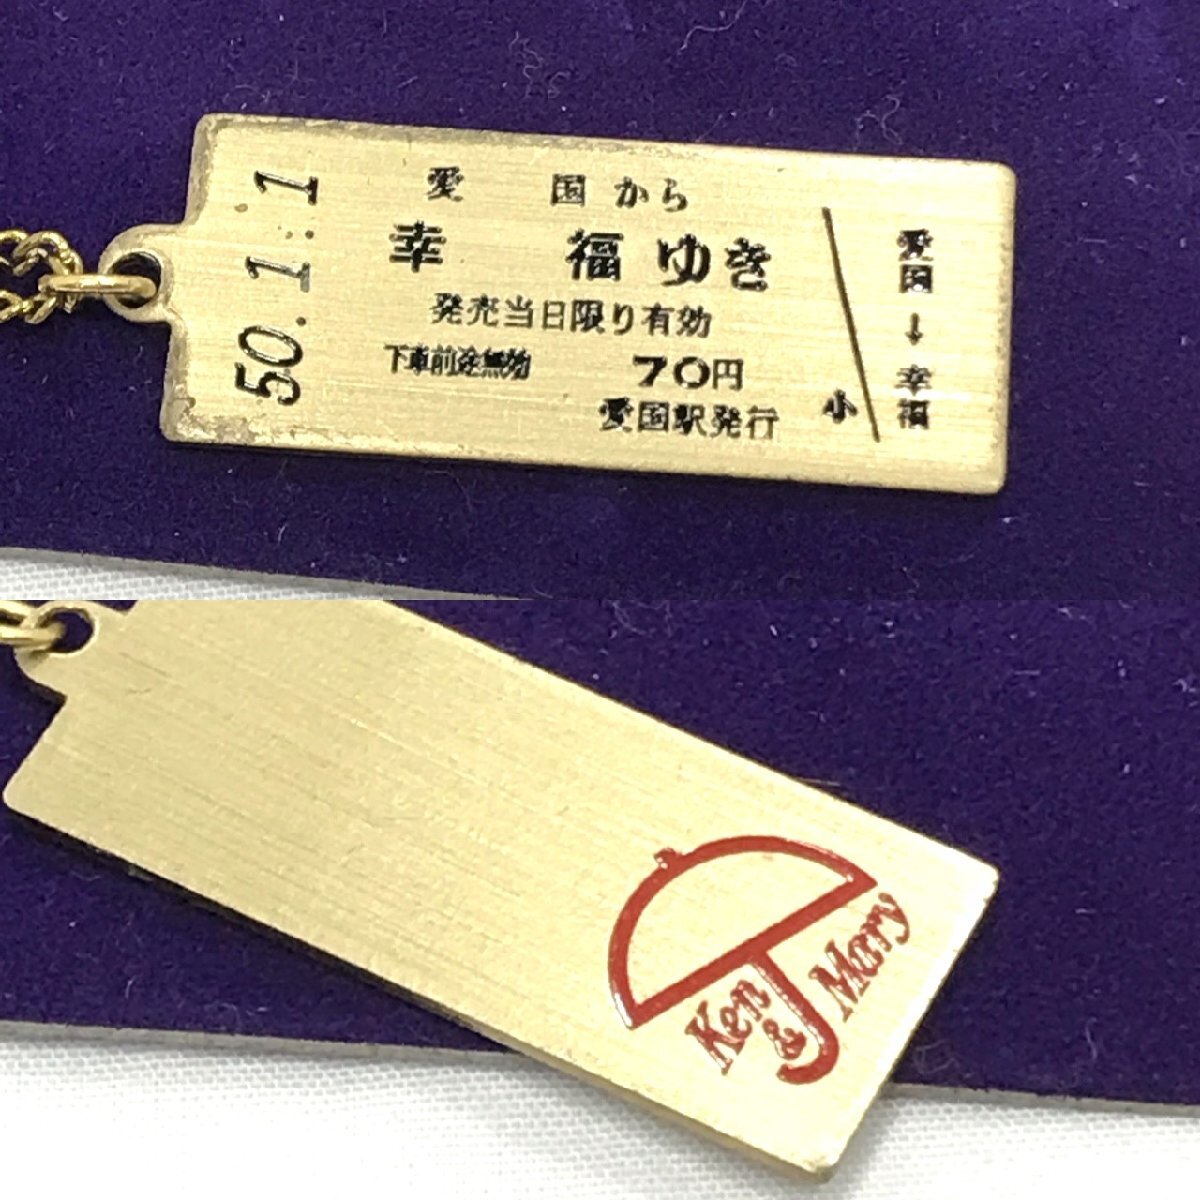 50.1.-1
愛 国 から
幸 福 ゆき
発売当日限り有効
下車前途無効 70円
愛国駅発行
小
愛国→幸福
Ken
&
Mary